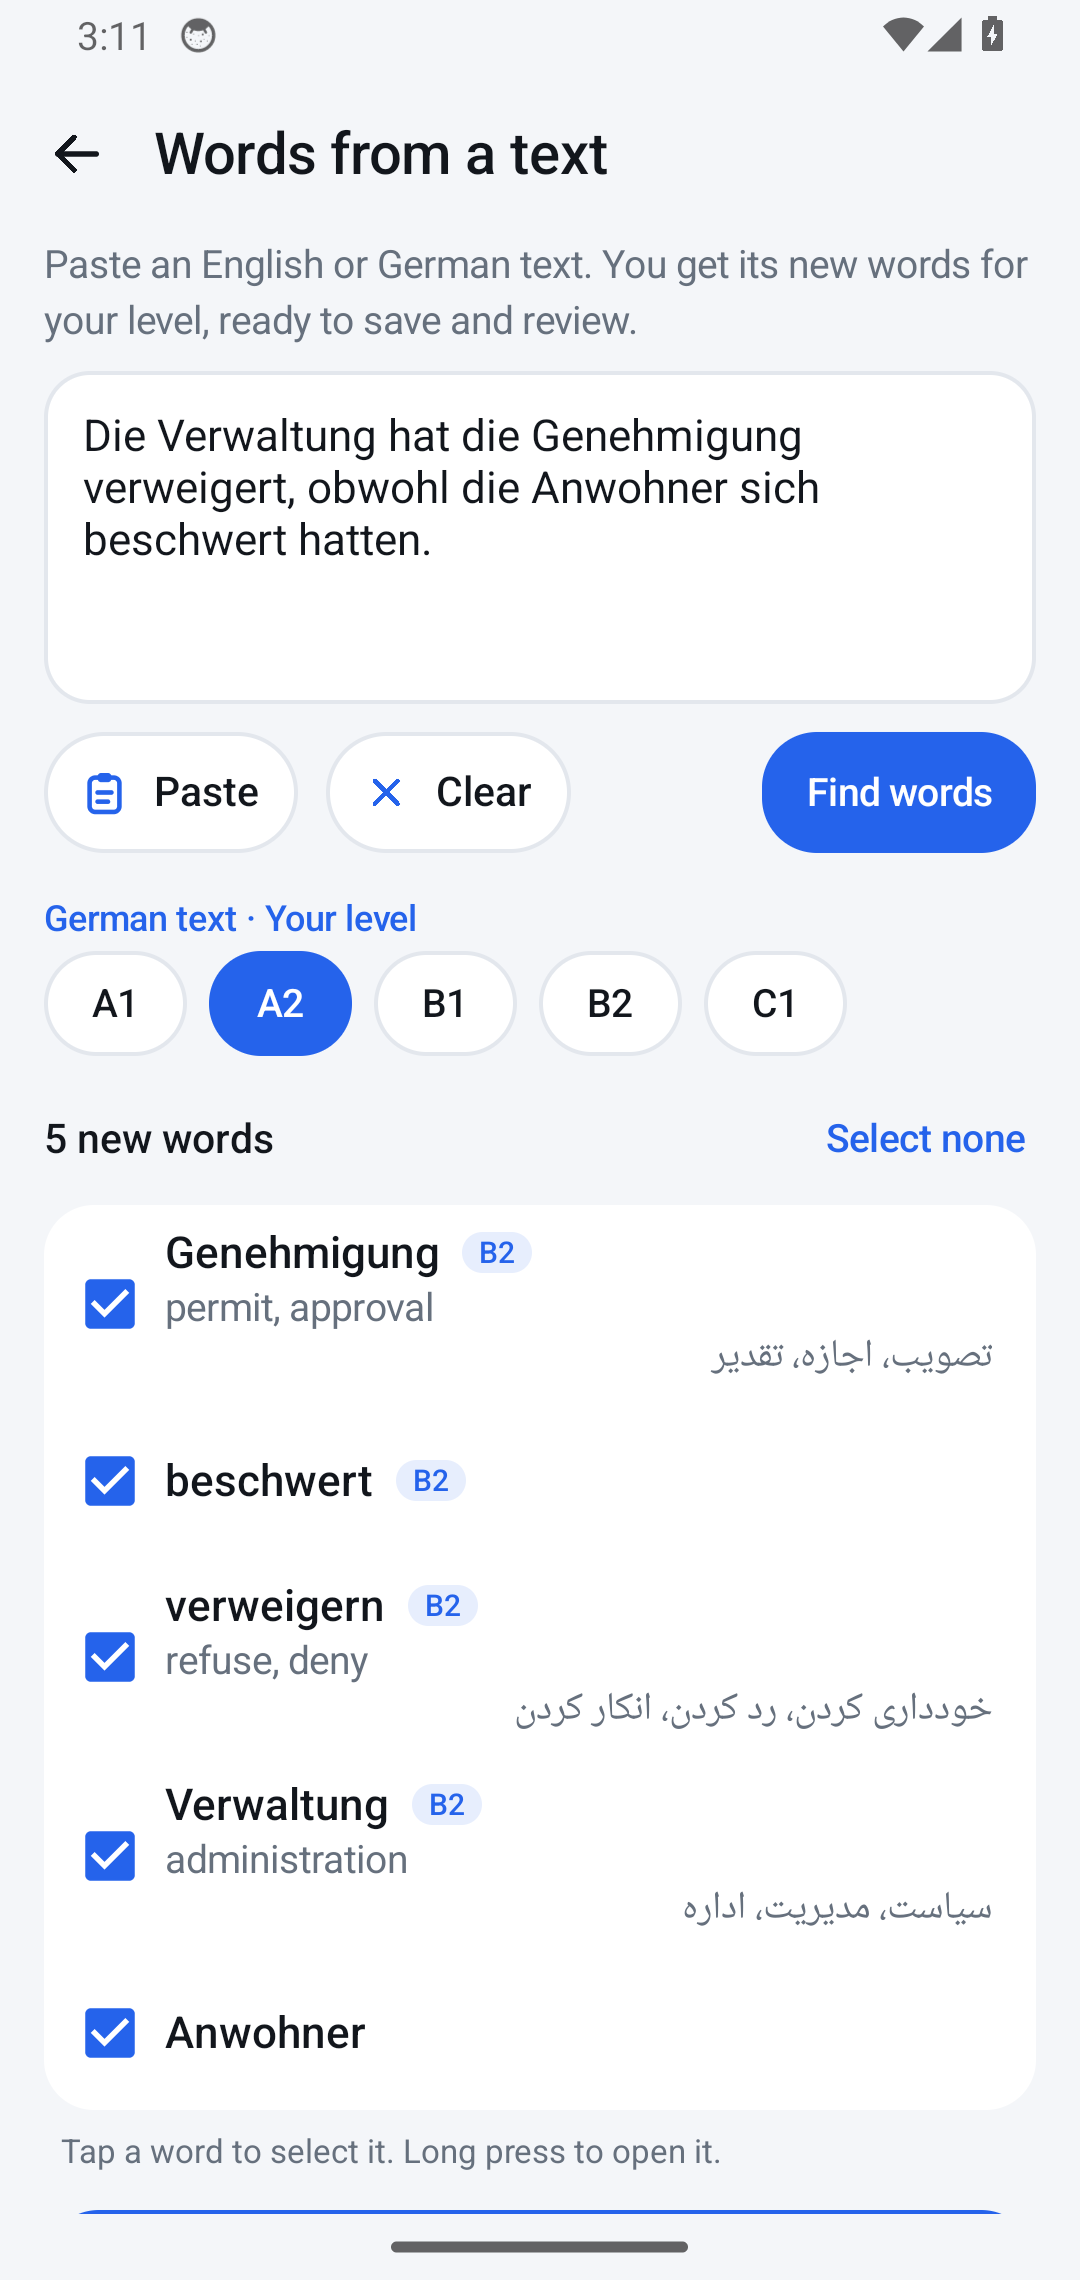 3:11
Words from a text
Paste an English or German text. You get its new words for
your level, ready to save and review.
Die Verwaltung hat die Genehmigung
verweigert, obwohl die Anwohner sich
beschwert hatten.
Paste
Clear
Find words
German text · Your level
A1
A2
B1
B2
C1
5 new words
Select none
Genehmigung B2
permit, approval
تصویب، اجازه، تقدیر
beschwert B2
verweigern B2
refuse, deny
خودداری کردن، رد کردن، انکار کردن
Verwaltung B2
administration
سیاست، مدیریت، اداره
Anwohner
Tap a word to select it. Long press to open it.